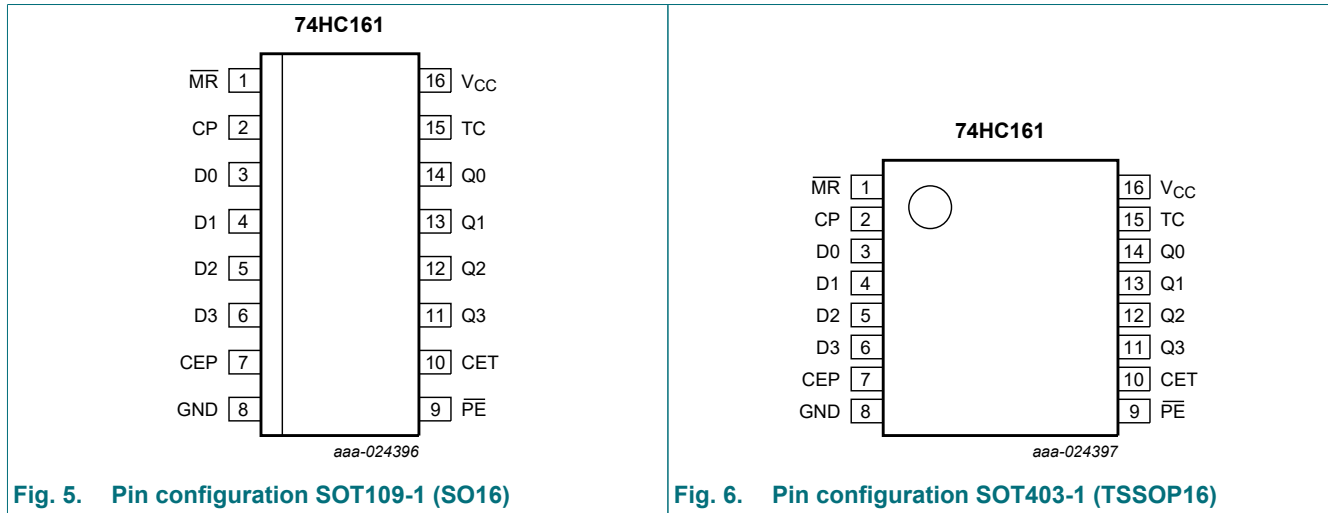 74HC161
MR 1 16 VCC
CP 2 15 TC
D0 3 14 Q0
D1 4 13 Q1
D2 5 12 Q2
D3 6 11 Q3
CEP 7 10 CET
GND 8 9 PE
aaa-024396
Fig. 5. Pin configuration SOT109-1 (SO16)
74HC161
MR 1 16 VCC
CP 2 15 TC
D0 3 14 Q0
D1 4 13 Q1
D2 5 12 Q2
D3 6 11 Q3
CEP 7 10 CET
GND 8 9 PE
aaa-024397
Fig. 6. Pin configuration SOT403-1 (TSSOP16)